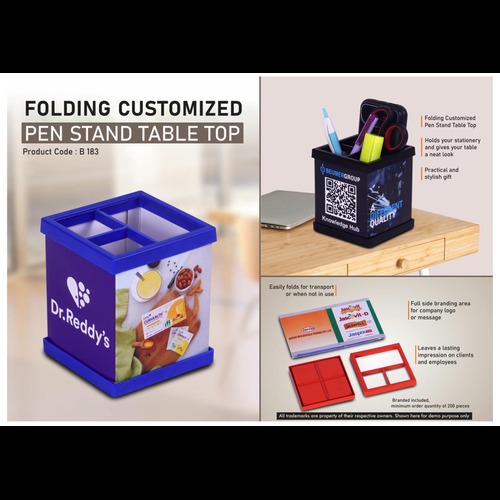 FOLDING CUSTOMIZED
PEN STAND TABLE TOP
Product Code : B 183
Dr.Reddy's
BEUMERGROUP
Knowledge Hub
QUALITY
Folding Customized
Pen Stand Table Top
Holds your stationery
and gives your table a
neat look
Practical and
stylish gift
Easily folds for transport
or when not in use
Full side branding area
for company logo
or message
Leaves a lasting
impression on clients
and employees
Branded included,
minimum order quantity of 200 pieces
All trademarks are property of their respective owners. Shown here for demo purpose only